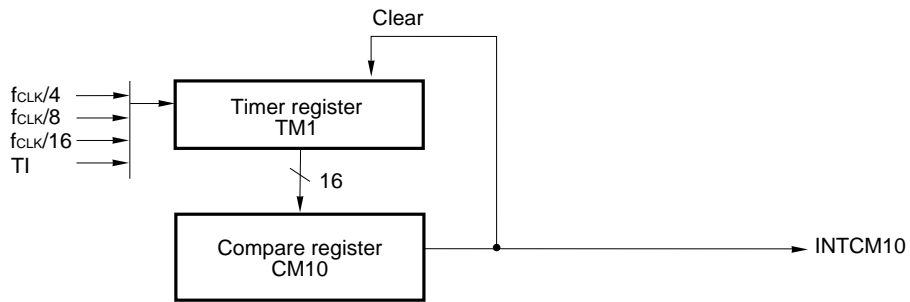 Clear
fCLK/4
fCLK/8
fCLK/16
TI
Timer register
TM1
16
Compare register
CM10
INTCM10